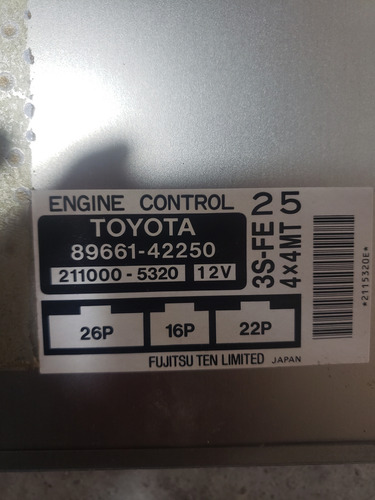 ENGINE CONTROL 25
TOYOTA
89661-42250
211000-5320 12V
3S-FE
4x4MT
26P 16P 22P
FUJITSU TEN LIMITED JAPAN
*2115320E*